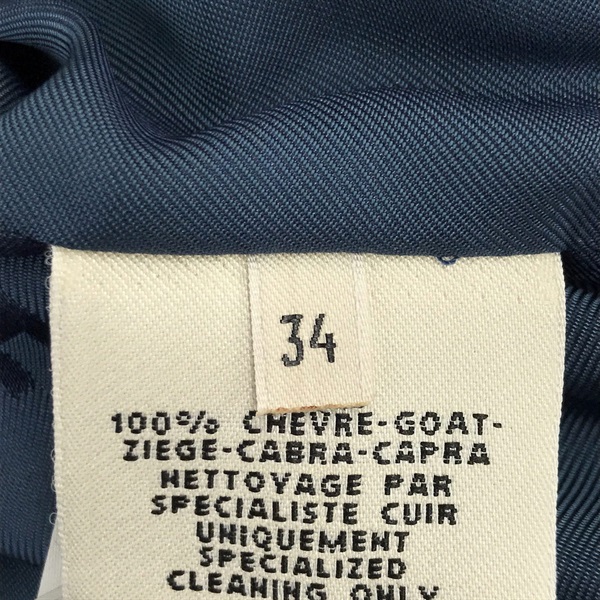 34
100% CHEVRE-GOAT-
ZIEGE-CABRA-CAPRA
NETTOYAGE PAR
SPECIALISTE CUIR
UNIQUEMENT
SPECIALIZED
CLEANING ONLY